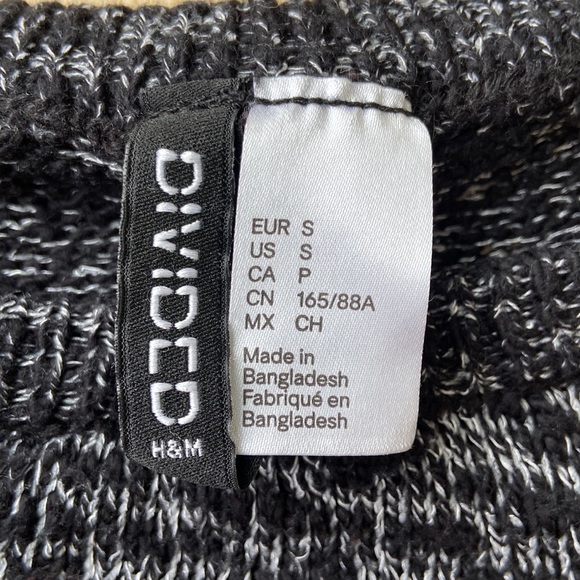 DIVIDED
H&M
EUR S
US S
CA P
CN 165/88A
MX CH
Made in
Bangladesh
Fabriqué en
Bangladesh